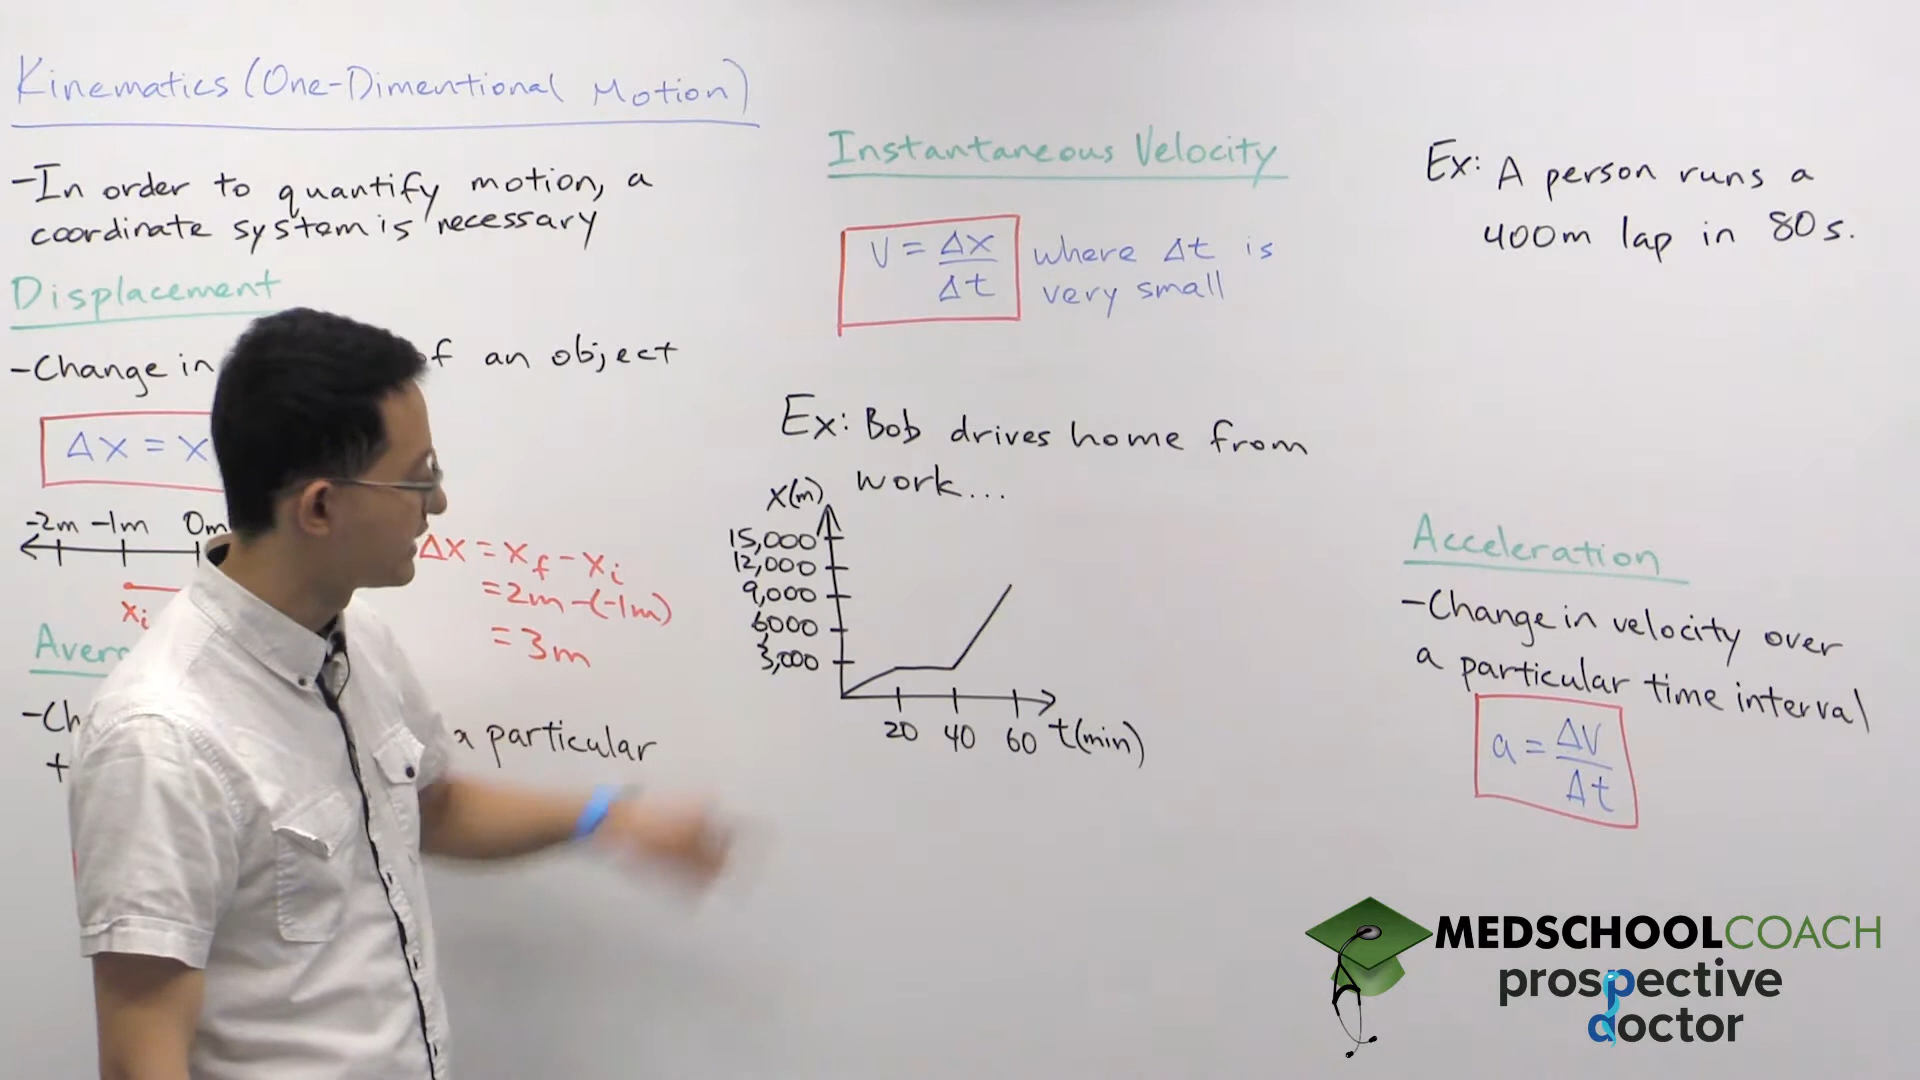 Kinematics (One-Dimentional Motion)
-In order to quantify motion, a
coordinate system is necessary
Displacement
-Change in of an object
Δx = x
-2m -1m 0m
xi
Δx = xf - xi
= 2m - (-1m)
= 3m
a particular
Instantaneous Velocity
V = Δx/Δt where Δt is
very small
Ex: Bob drives home from
work...
x(m)
15,000
12,000
9,000
6000
3,000
20 40 60 t(min)
Ex: A person runs a
400m lap in 80s.
Acceleration
-Change in velocity over
a particular time interval
a = ΔV/Δt
MEDSCHOOLCOACH
prospective
doctor